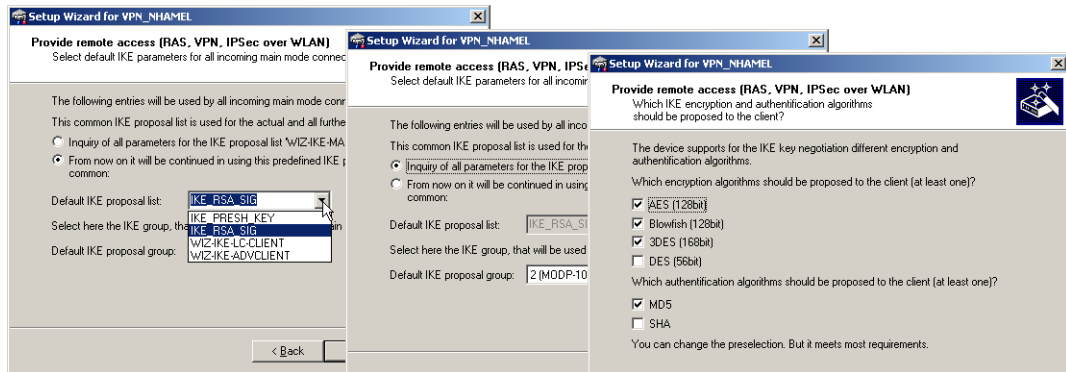 Setup Wizard for VPN_NHAMEL
Provide remote access (RAS, VPN, IPSec over WLAN)
Select default IKE parameters for all incoming main mode connec
The following entries will be used by all incoming main mode conr
This common IKE proposal list is used for the actual and all furthe
Inquiry of all parameters for the IKE proposal list 'WIZ-IKE-MA
From now on it will be continued in using this predefined IKE p
common:
Default IKE proposal list: IKE_RSA_SIG
IKE_PRESH_KEY
IKE_RSA_SIG
WIZ-IKE-LC-CLIENT
WIZ-IKE-ADVCLIENT
Select here the IKE group, tha ain
Default IKE proposal group:
< Back
Setup Wizard for VPN_NHAMEL
Provide remote access (RAS, VPN, IPSe
Select default IKE parameters for all incomin
The following entries will be used by all inco
This common IKE proposal list is used for the
Inquiry of all parameters for the IKE prop
From now on it will be continued in using
common:
Default IKE proposal list: IKE_RSA_SI
Select here the IKE group, that will be used
Default IKE proposal group: 2 (MODP-10
Setup Wizard for VPN_NHAMEL
Provide remote access (RAS, VPN, IPSec over WLAN)
Which IKE encryption and authentification algorithms
should be proposed to the client?
The device supports for the IKE key negotiation different encryption and
authentification algorithms.
Which encryption algorithms should be proposed to the client (at least one)?
AES (128bit)
Blowfish (128bit)
3DES (168bit)
DES (56bit)
Which authentification algorithms should be proposed to the client (at least one)?
MD5
SHA
You can change the preselection. But it meets most requirements.